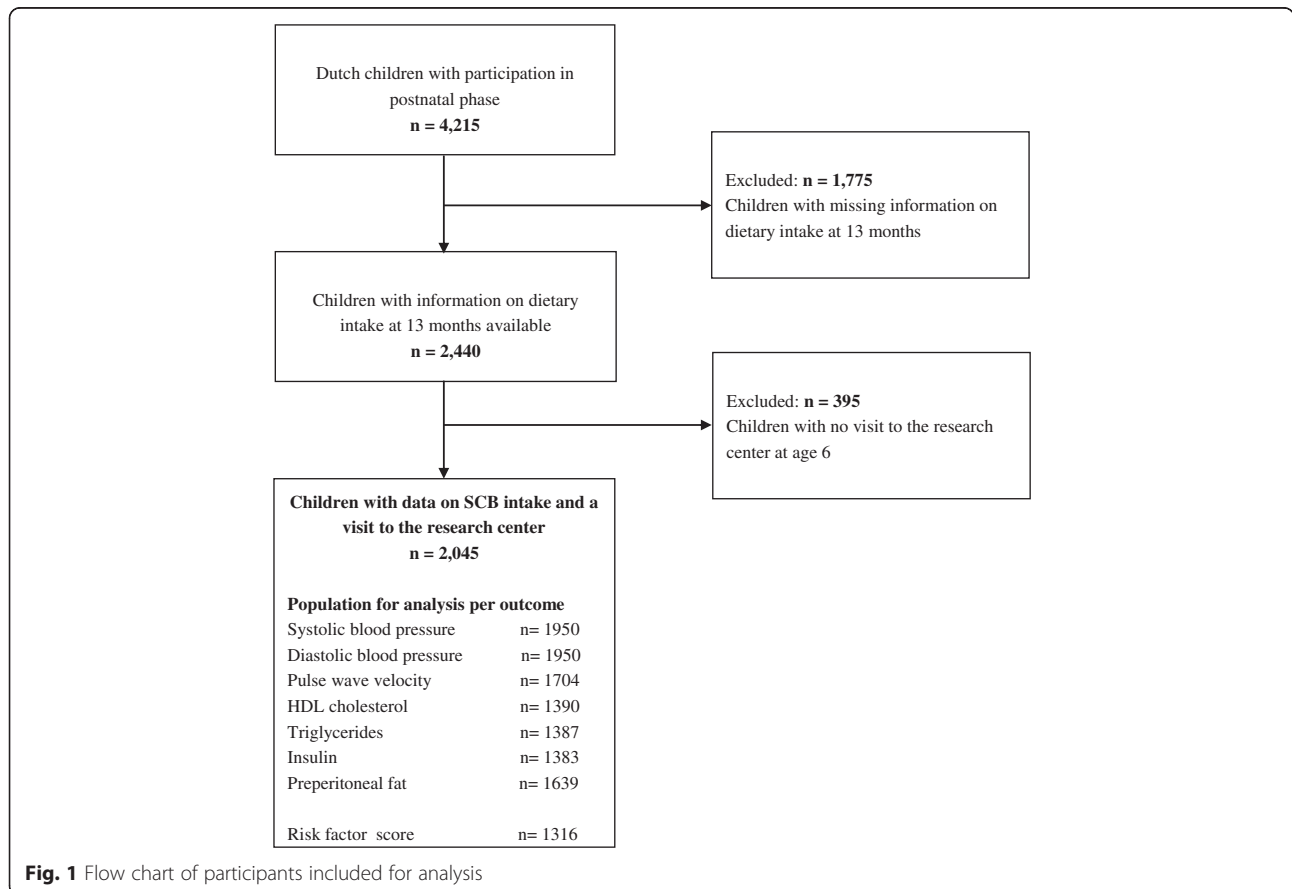 Dutch children with participation in
postnatal phase
n = 4,215
Excluded: n = 1,775
Children with missing information on
dietary intake at 13 months
Children with information on dietary
intake at 13 months available
n = 2,440
Excluded: n = 395
Children with no visit to the research
center at age 6
Children with data on SCB intake and a
visit to the research center
n = 2,045
Population for analysis per outcome
Systolic blood pressure n= 1950
Diastolic blood pressure n= 1950
Pulse wave velocity n= 1704
HDL cholesterol n= 1390
Triglycerides n= 1387
Insulin n= 1383
Preperitoneal fat n= 1639
Risk factor score n= 1316
Fig. 1 Flow chart of participants included for analysis